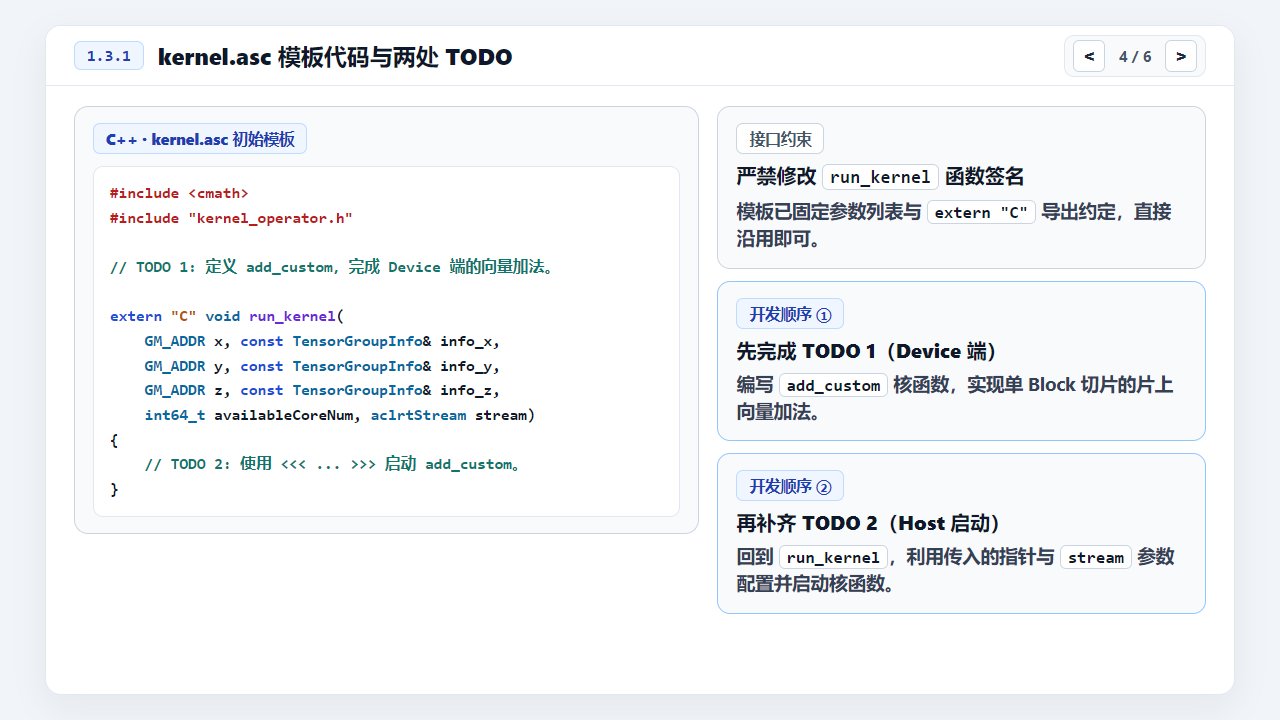 1.3.1 kernel.asc 模板代码与两处 TODO
< 4 / 6 >
C++ · kernel.asc 初始模板
#include <cmath>
#include "kernel_operator.h"
// TODO 1: 定义 add_custom, 完成 Device 端的向量加法。
extern "C" void run_kernel(
GM_ADDR x, const TensorGroupInfo& info_x,
GM_ADDR y, const TensorGroupInfo& info_y,
GM_ADDR z, const TensorGroupInfo& info_z,
int64_t availableCoreNum, aclrtStream stream)
{
// TODO 2: 使用 <<< ... >>> 启动 add_custom。
}
接口约束
严禁修改 run_kernel 函数签名
模板已固定参数列表与 extern "C" 导出约定，直接
沿用即可。
开发顺序 ①
先完成 TODO 1（Device 端）
编写 add_custom 核函数，实现单 Block 切片的片上
向量加法。
开发顺序 ②
再补齐 TODO 2（Host 启动）
回到 run_kernel，利用传入的指针与 stream 参数
配置并启动核函数。